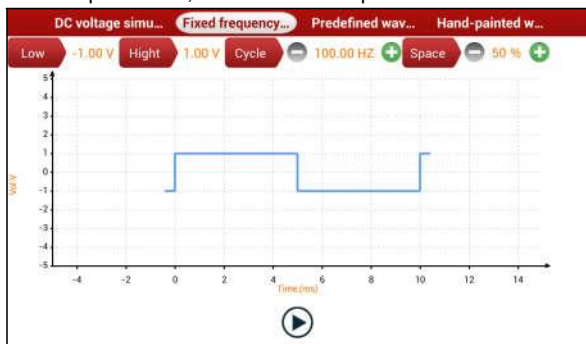 DC voltage simu... Fixed frequency... Predefined wav... Hand-painted w...
Low -1.00 V Hight 1.00 V Cycle 100.00 HZ Space 50 %
5
4
3
2
1
0
-1
-2
-3
-4
-5
Vol:V
-4 -2 0 2 4 6 8 10 12 14
Time:(ms)